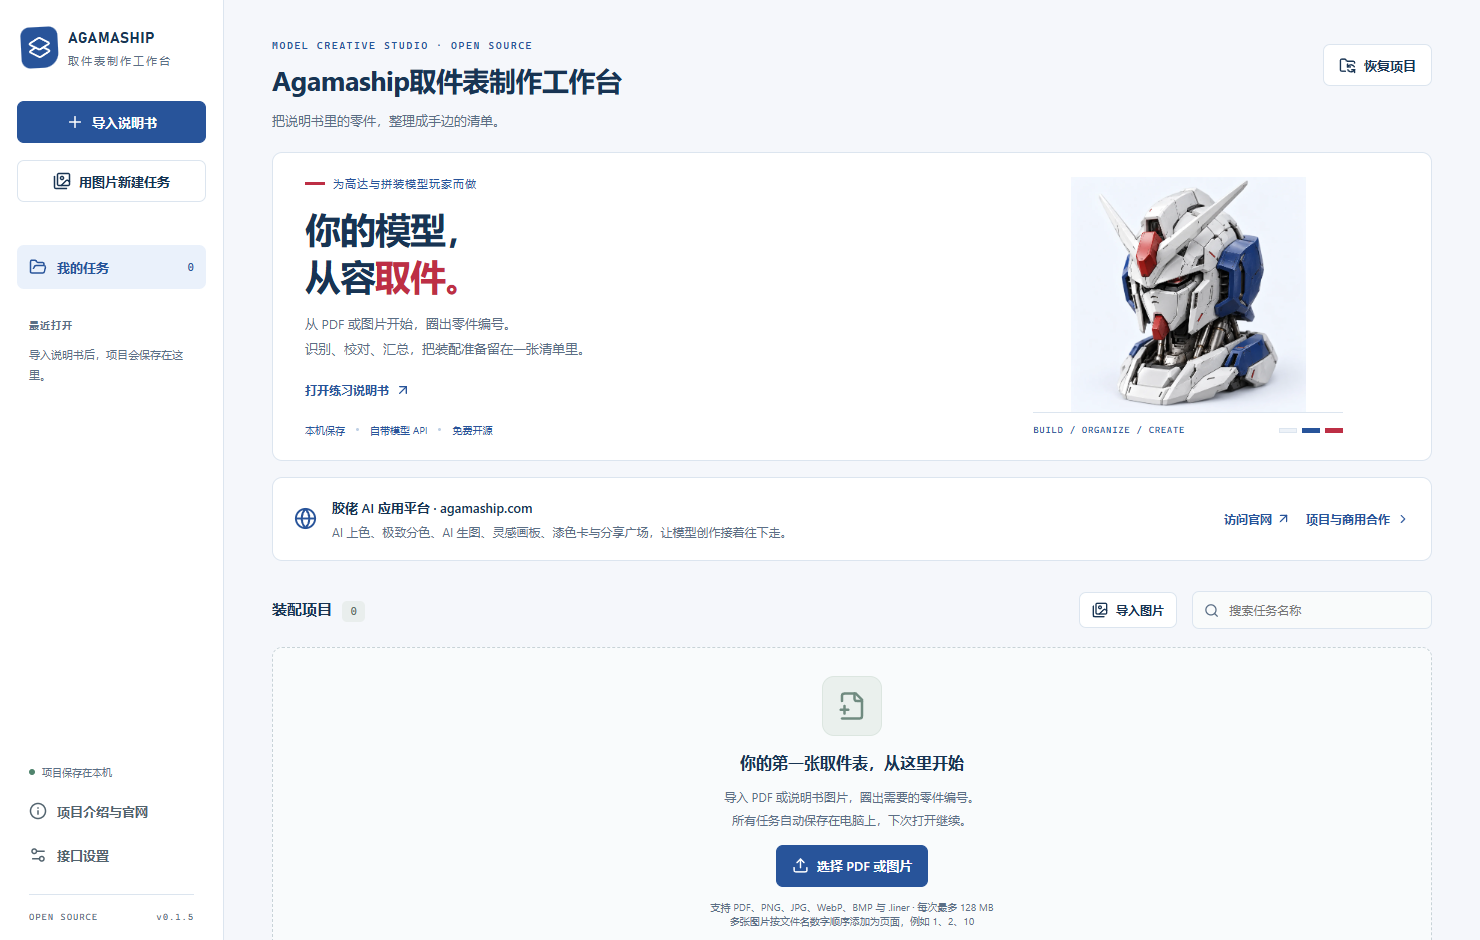 AGAMASHIP
取件表制作工作台
导入说明书
用图片新建任务
我的任务 0
最近打开
导入说明书后，项目会保存在这
里。
项目保存在本机
项目介绍与官网
接口设置
OPEN SOURCE v0.1.5
MODEL CREATIVE STUDIO · OPEN SOURCE
Agamaship取件表制作工作台
把说明书里的零件，整理成手边的清单。
恢复项目
为高达与拼装模型玩家而做
你的模型，
从容取件。
从 PDF 或图片开始，圈出零件编号。
识别、校对、汇总，把装配准备留在一张清单里。
打开练习说明书
本机保存 · 自带模型 API · 免费开源
BUILD / ORGANIZE / CREATE
胶佬 AI 应用平台 · agamaship.com
AI 上色、极致分色、AI 生图、灵感画板、漆色卡与分享广场，让模型创作接着往下走。
访问官网
项目与商用合作
装配项目 0
导入图片
搜索任务名称
你的第一张取件表，从这里开始
导入 PDF 或说明书图片，圈出需要的零件编号。
所有任务自动保存在电脑上，下次打开继续。
选择 PDF 或图片
支持 PDF、PNG、JPG、WebP、BMP 与 .liner · 每次最多 128 MB
多张图片按文件名数字顺序添加为页面，例如 1、2、10